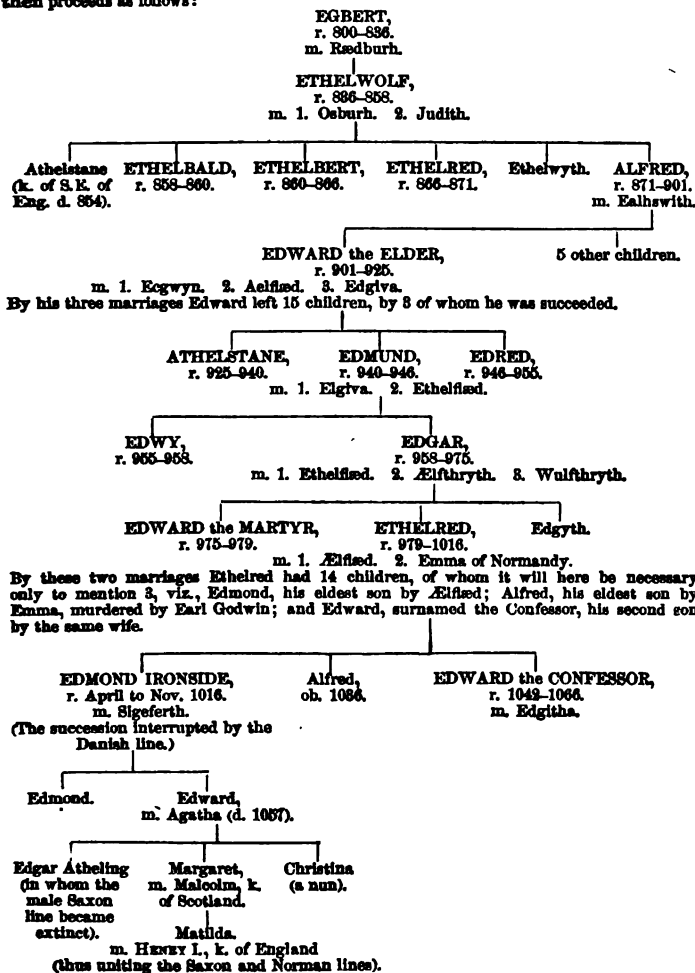 then proceeds as follows:
EGBERT,
r. 800–836.
m. Rædburh.
ETHELWOLF,
r. 836–858.
m. 1. Osburh. 2. Judith.
Athelstane ETHELBALD, ETHELBERT, ETHELRED, Ethelwyth. ALFRED,
(k. of S.E. of r. 858–860. r. 860–866. r. 866–871. r. 871–901.
Eng. d. 854). m. Ealhswith.
EDWARD the ELDER, 5 other children.
r. 901–925.
m. 1. Ecgwyn. 2. Aelflæd. 3. Edgiva.
By his three marriages Edward left 15 children, by 3 of whom he was succeeded.
ATHELSTANE, EDMUND, EDRED,
r. 925–940. r. 940–946. r. 946–955.
m. 1. Elgiva. 2. Ethelflæd.
EDWY, EDGAR,
r. 955–958. r. 958–975.
m. 1. Ethelflæd. 2. Ælfthryth. 3. Wulfthryth.
EDWARD the MARTYR, ETHELRED, Edgyth.
r. 975–979. r. 979–1016.
m. 1. Ælflæd. 2. Emma of Normandy.
By these two marriages Ethelred had 14 children, of whom it will here be necessary
only to mention 3, viz., Edmond, his eldest son by Ælflæd; Alfred, his eldest son by
Emma, murdered by Earl Godwin; and Edward, surnamed the Confessor, his second son
by the same wife.
EDMOND IRONSIDE, Alfred, EDWARD the CONFESSOR,
r. April to Nov. 1016. ob. 1036. r. 1042–1066.
m. Sigeferth. m. Edgitha.
(The succession interrupted by the
Danish line.)
Edmond. Edward,
m. Agatha (d. 1057).
Edgar Atheling Margaret, Christina
(in whom the m. Malcolm, k. (a nun).
male Saxon of Scotland.
line became
extinct). Matilda.
m. HENRY I., k. of England
(thus uniting the Saxon and Norman lines).